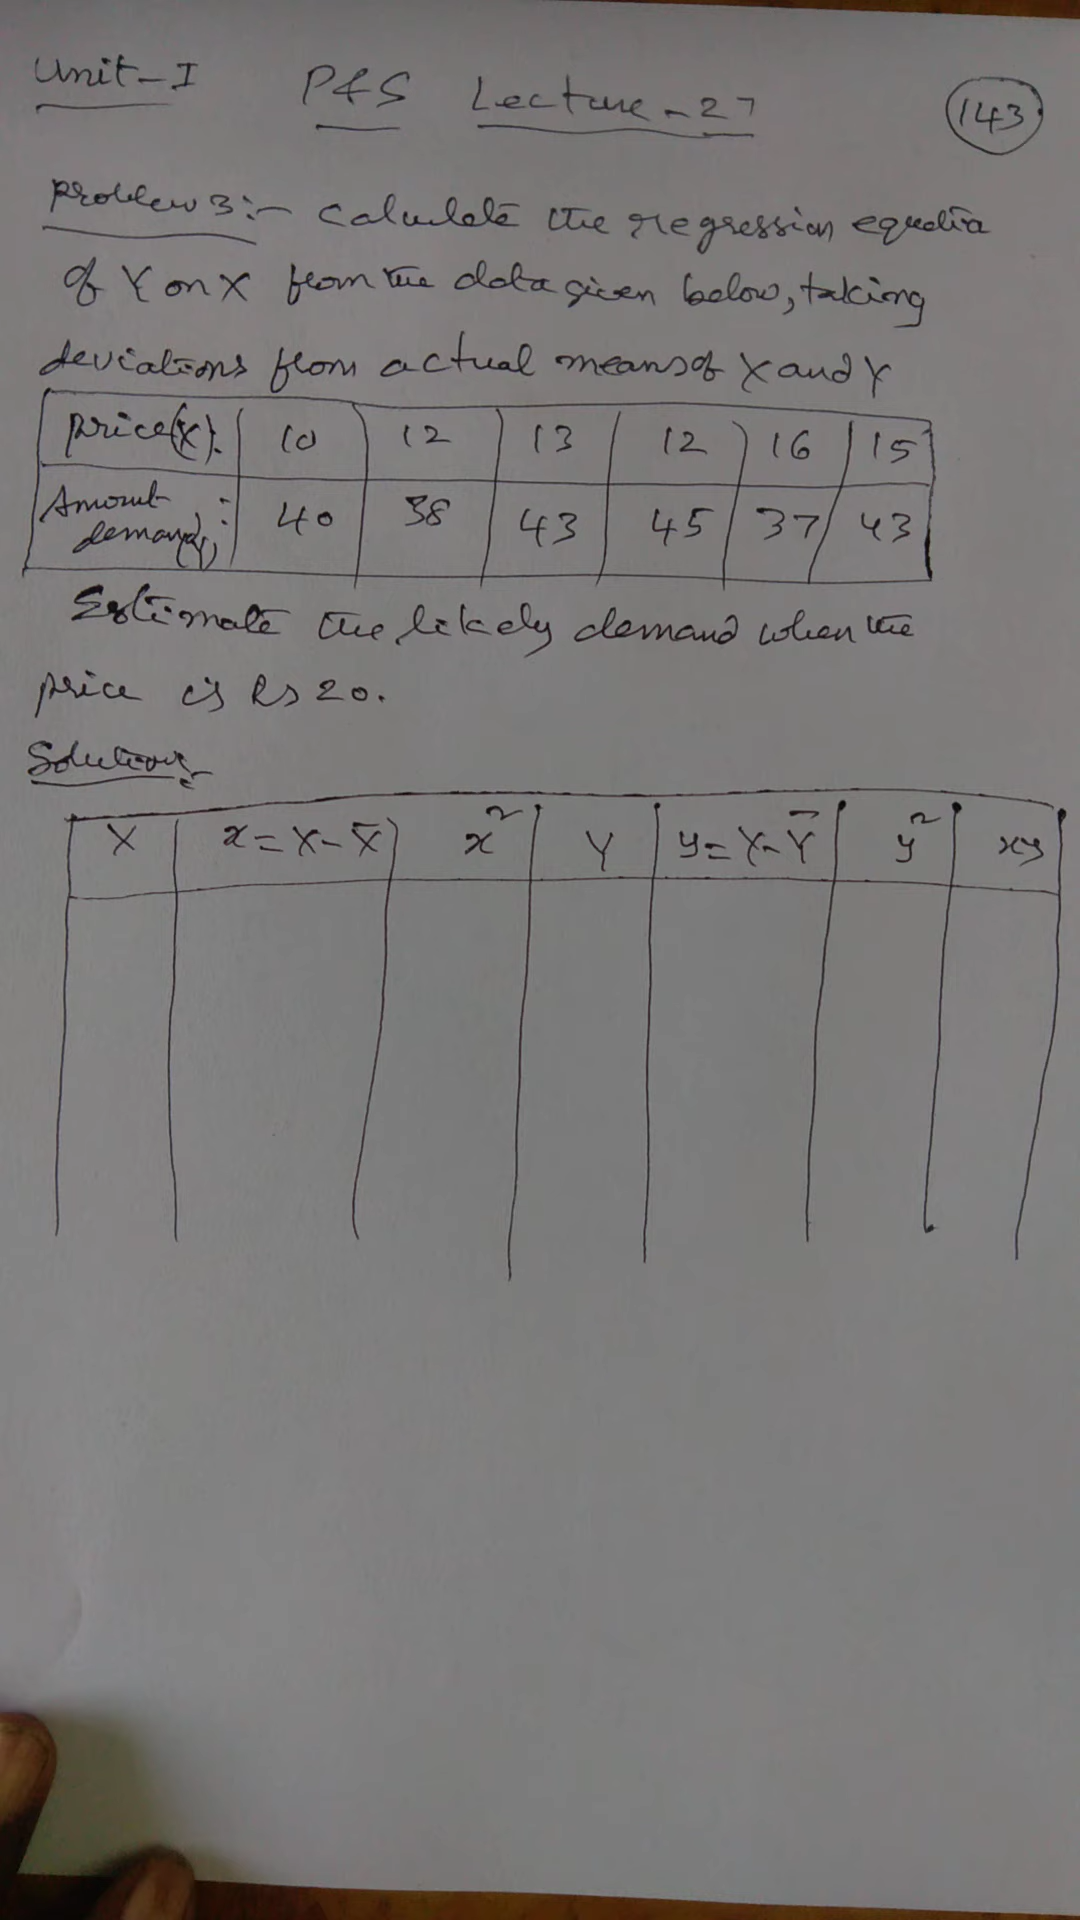 Unit-I P&S Lecture-27 143
Problem 3:- Calculate the regression equation
of Y on X from the data given below, taking
deviations from actual means of X and Y
Price(X): 10 12 13 12 16 15
Amount demand(Y): 40 38 43 45 37 43
Estimate the likely demand when the
price is Rs 20.
Solution:-
X x=X-X̄ x² Y y=Y-Ȳ y² xy